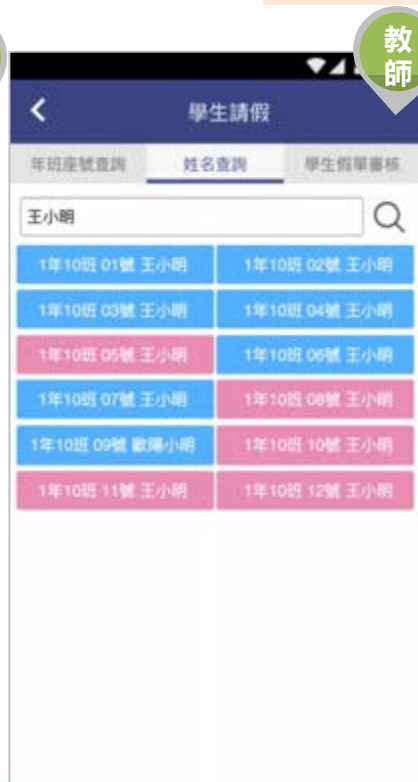 教師
學生請假
年班座號查詢 姓名查詢 學生假單審核
王小明
1年10班 01號 王小明 1年10班 02號 王小明
1年10班 03號 王小明 1年10班 04號 王小明
1年10班 05號 王小明 1年10班 06號 王小明
1年10班 07號 王小明 1年10班 08號 王小明
1年10班 09號 歐陽小明 1年10班 10號 王小明
1年10班 11號 王小明 1年10班 12號 王小明